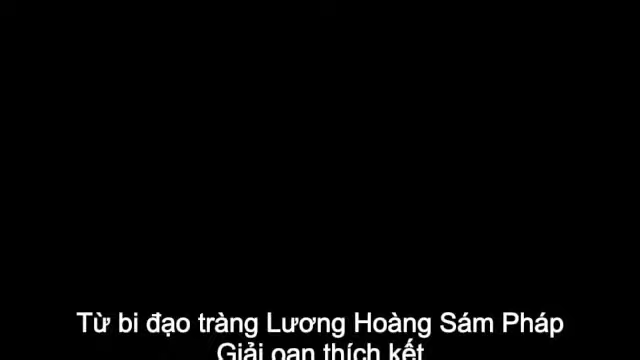 Từ bi đạo tràng Lương Hoàng Sám Pháp
Giải oan thích kết